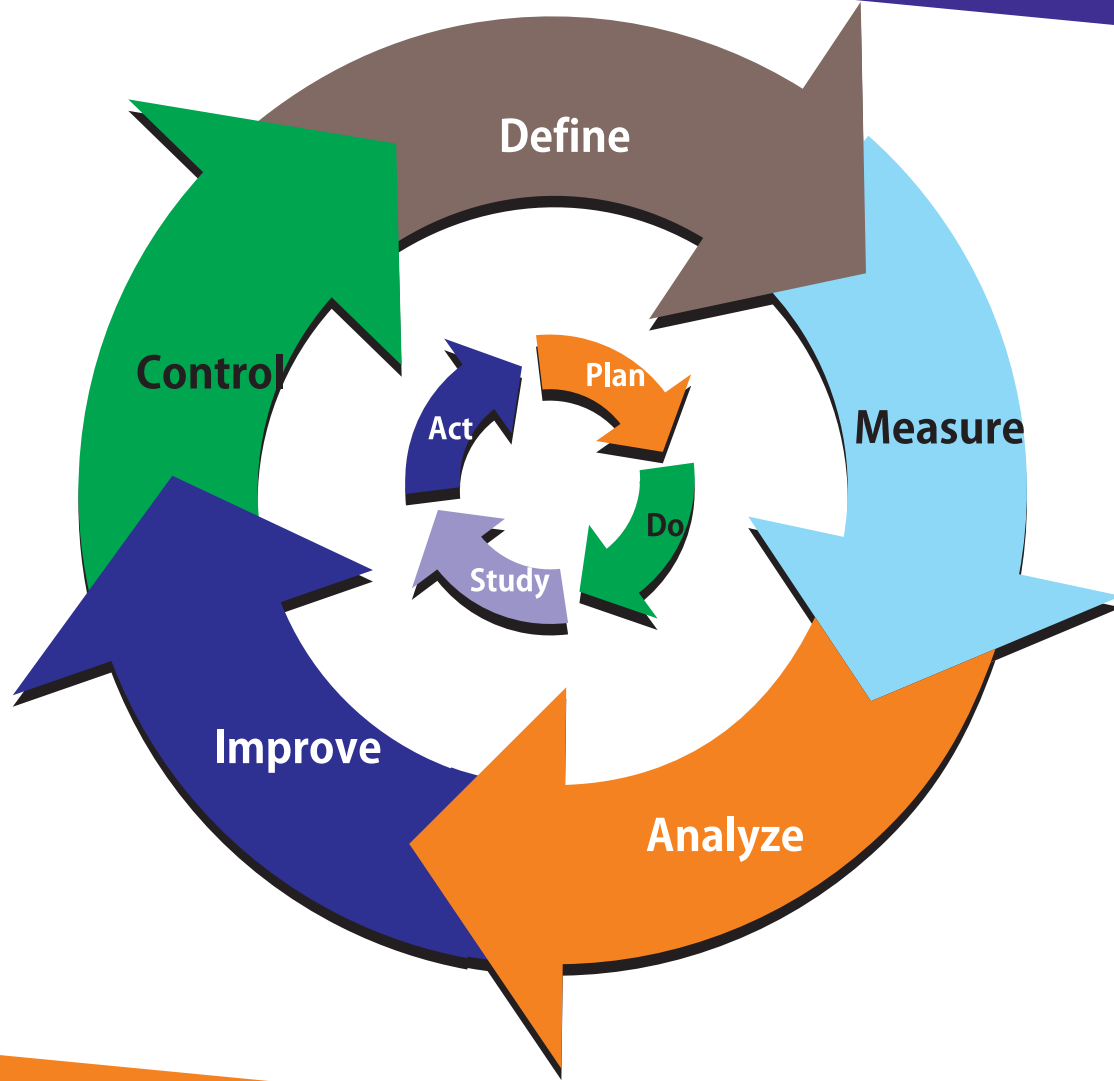 Define
Measure
Analyze
Improve
Control
Plan
Do
Study
Act